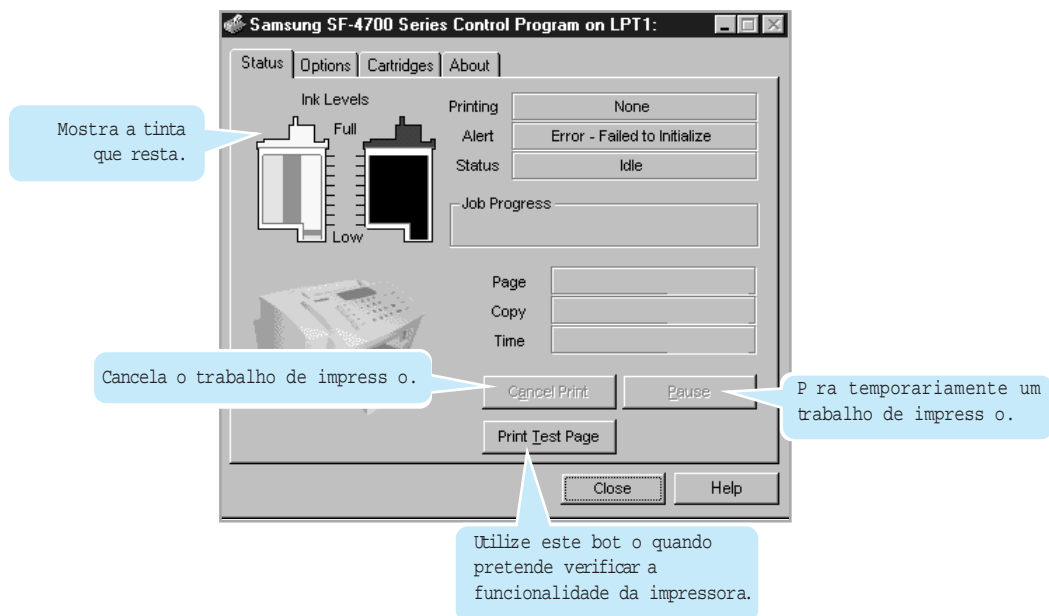 Samsung SF-4700 Series Control Program on LPT1:
Status Options Cartridges About
Ink Levels
Full
Low
Printing None
Alert Error - Failed to Initialize
Status Idle
Job Progress
Page
Copy
Time
Cancel Print Pause
Print Test Page
Close Help
Mostra a tinta
que resta.
Cancela o trabalho de impress o.
P ra temporariamente um
trabalho de impress o.
Utilize este bot o quando
pretende verificar a
funcionalidade da impressora.